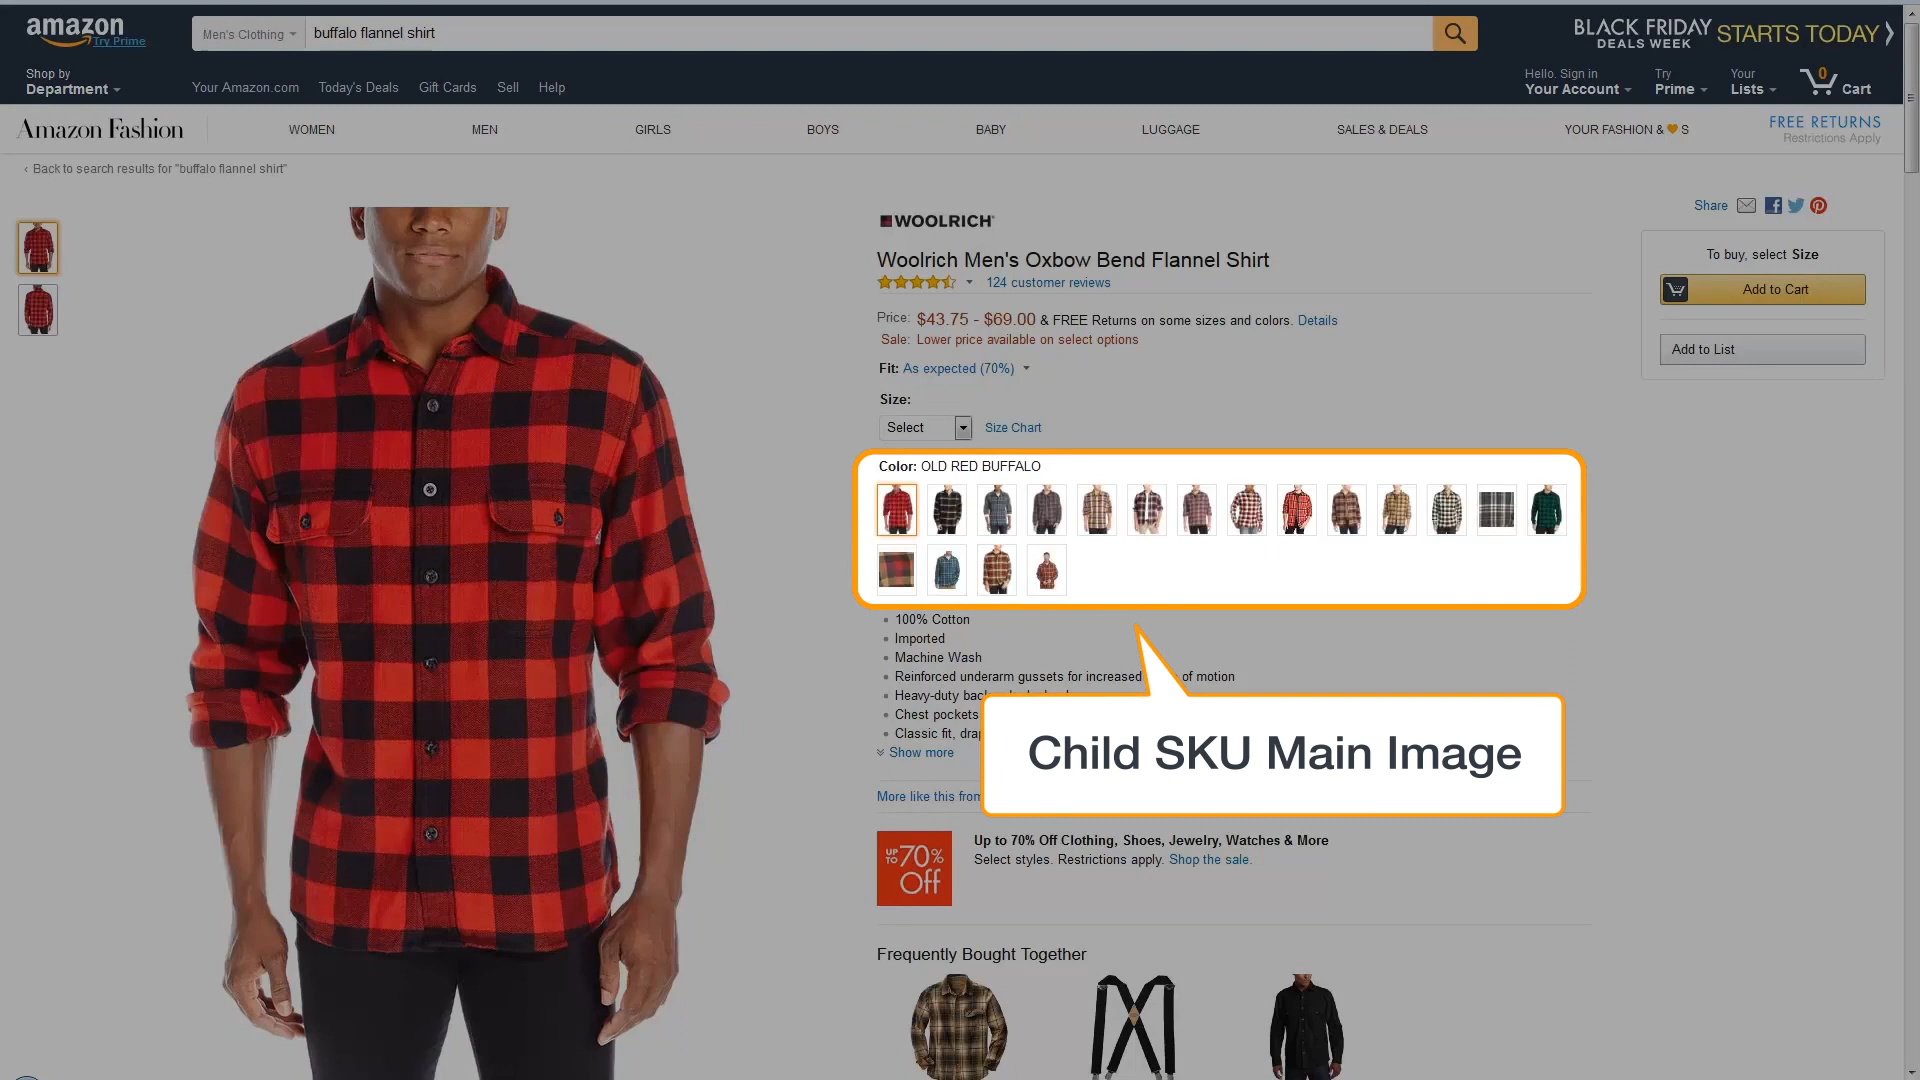 amazon
Try Prime
Men's Clothing
buffalo flannel shirt
BLACK FRIDAY
DEALS WEEK
STARTS TODAY
Shop by
Department
Your Amazon.com
Today's Deals
Gift Cards
Sell
Help
Hello. Sign in
Your Account
Try
Prime
Your
Lists
0
Cart
Amazon Fashion
WOMEN
MEN
GIRLS
BOYS
BABY
LUGGAGE
SALES & DEALS
YOUR FASHION & 🧡 S
FREE RETURNS
Restrictions Apply
‹ Back to search results for "buffalo flannel shirt"
Share
WOOLRICH
Woolrich Men's Oxbow Bend Flannel Shirt
124 customer reviews
Price: $43.75 - $69.00 & FREE Returns on some sizes and colors. Details
Sale: Lower price available on select options
Fit: As expected (70%)
Size:
Select
Size Chart
To buy, select Size
Add to Cart
Add to List
Color: OLD RED BUFFALO
100% Cotton
Imported
Machine Wash
Reinforced underarm gussets for increased of motion
Heavy-duty
Chest pockets
Classic fit,
Show more
Child SKU Main Image
More like this from
UP TO 70% Off
Up to 70% Off Clothing, Shoes, Jewelry, Watches & More
Select styles. Restrictions apply. Shop the sale.
Frequently Bought Together